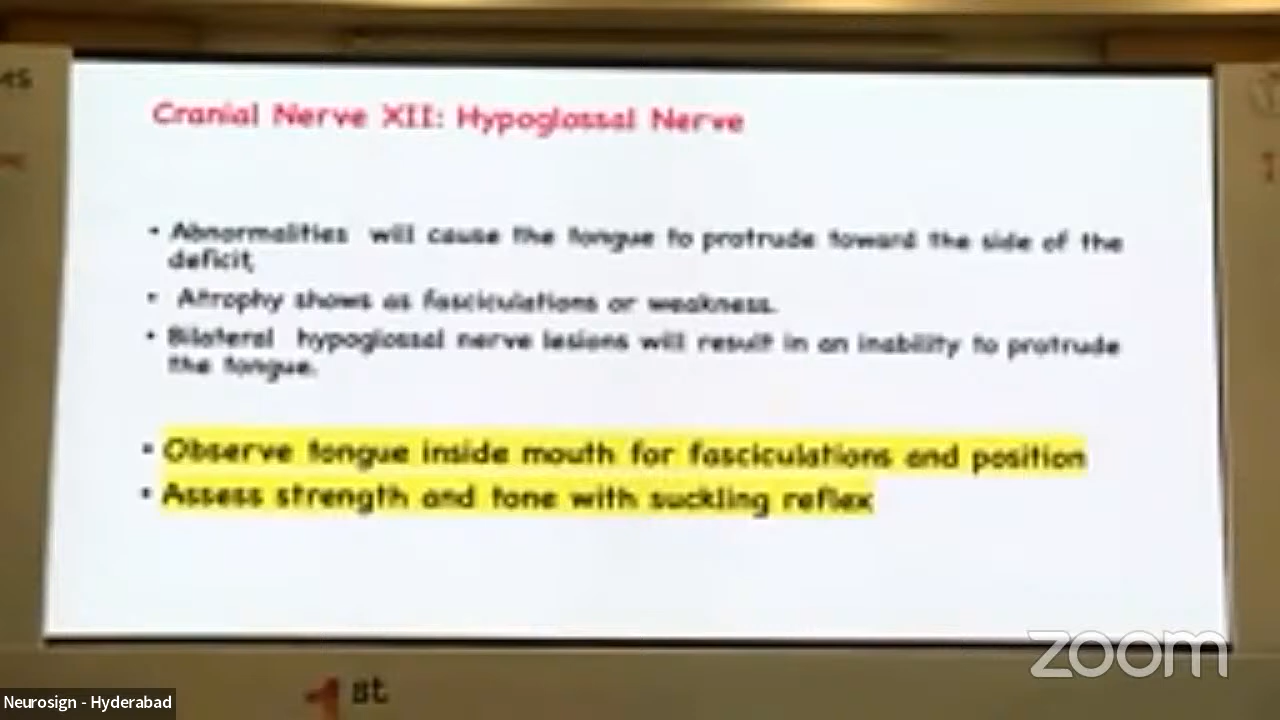 Cranial Nerve XII: Hypoglossal Nerve
• Abnormalities will cause the tongue to protrude toward the side of the
deficit,
• Atrophy shows as fasciculations or weakness.
• Bilateral hypoglossal nerve lesions will result in an inability to protrude
the tongue.
• Observe tongue inside mouth for fasciculations and position
• Assess strength and tone with suckling reflex
zoom
st
Neurosign - Hyderabad